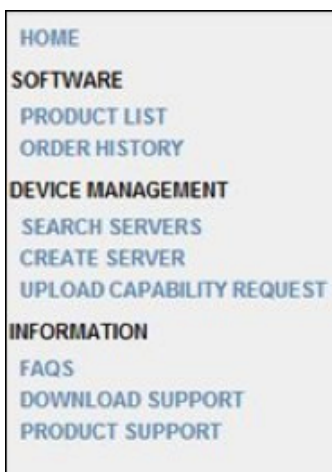 HOME
SOFTWARE
PRODUCT LIST
ORDER HISTORY
DEVICE MANAGEMENT
SEARCH SERVERS
CREATE SERVER
UPLOAD CAPABILITY REQUEST
INFORMATION
FAQS
DOWNLOAD SUPPORT
PRODUCT SUPPORT